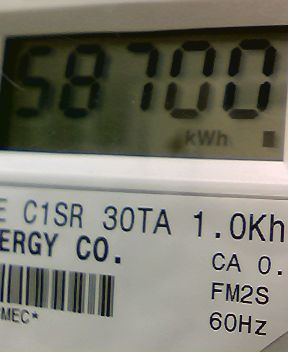 58700
kWh
E C1SR 30TA 1.0Kh
ERGY CO.
CA 0.
FM2S
MEC*
60Hz